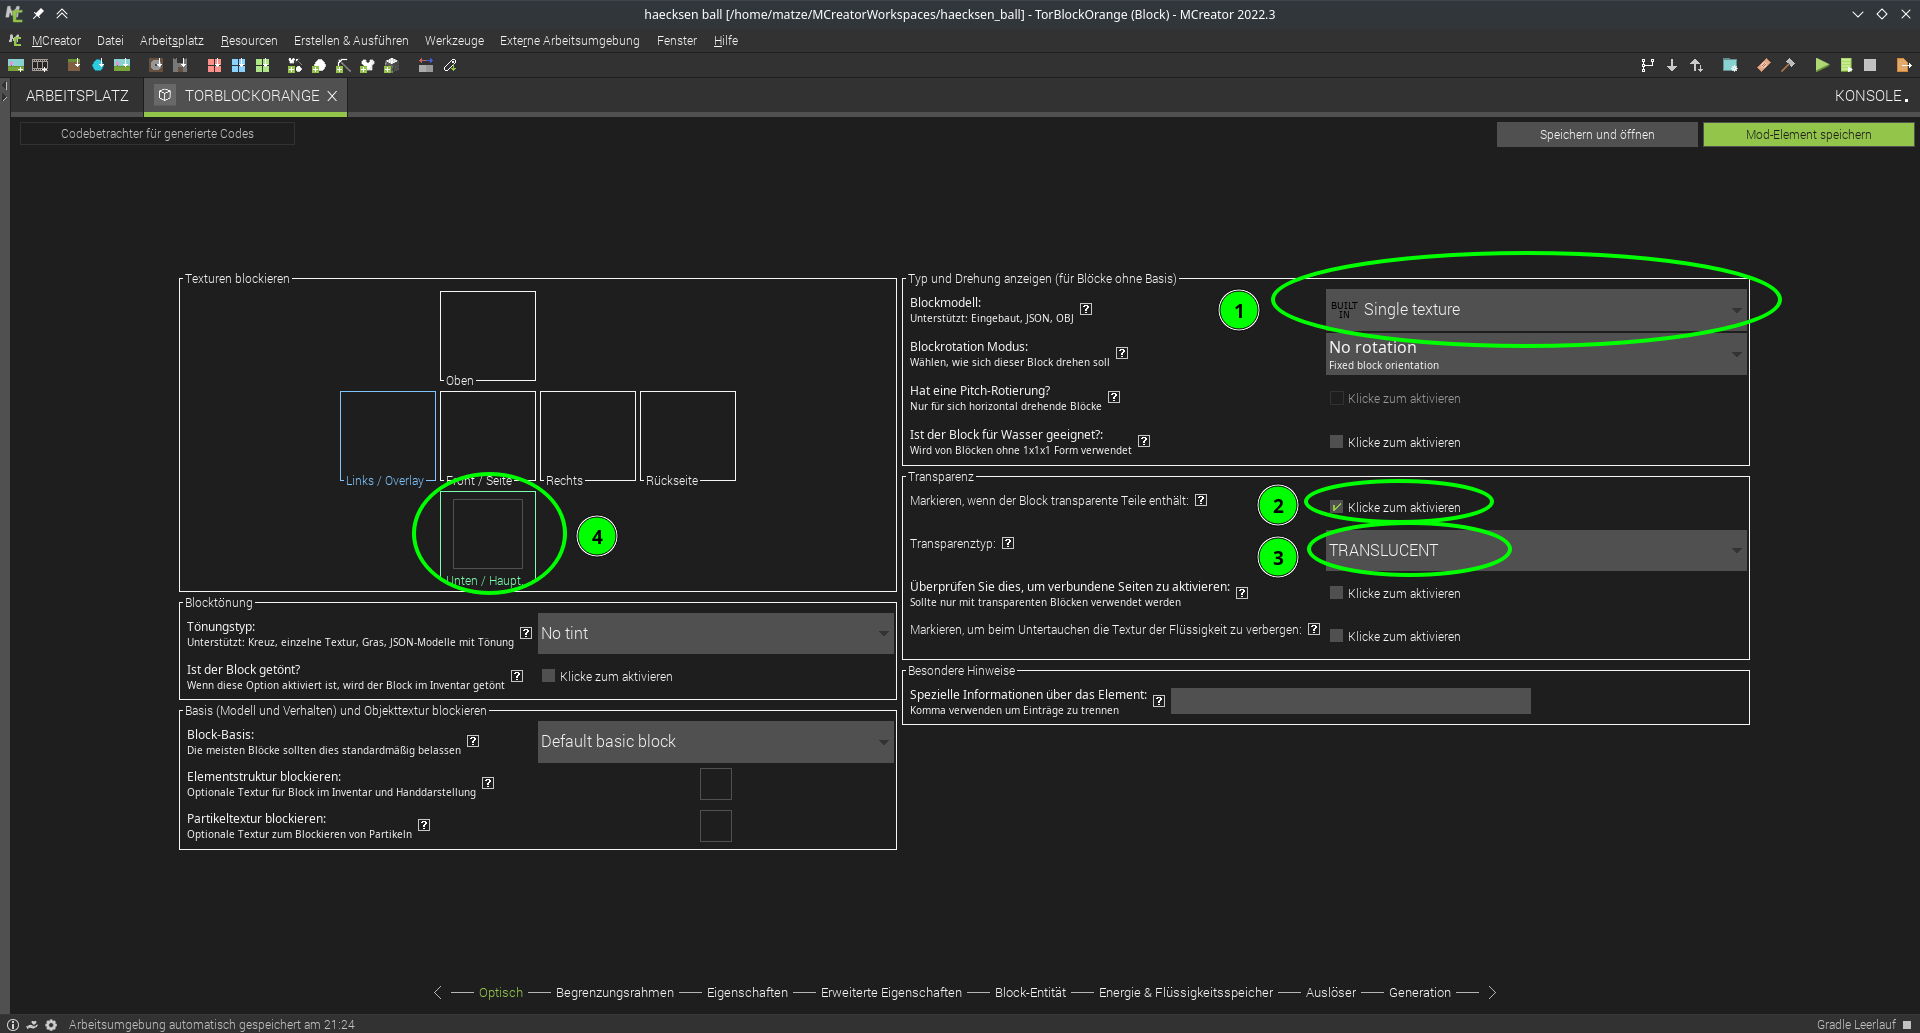 haecksen ball [/home/matze/MCreatorWorkspaces/haecksen_ball] - TorBlockOrange (Block) - MCreator 2022.3
MCreator Datei Arbeitsplatz Resourcen Erstellen & Ausführen Werkzeuge Externe Arbeitsumgebung Fenster Hilfe
ARBEITSPLATZ TORBLOCKORANGE KONSOLE
Codebetrachter für generierte Codes Speichern und öffnen Mod-Element speichern
Texturen blockieren
Oben
Links / Overlay Front / Seite Rechts Rückseite
4
Unten / Haupt
Blocktönung
Tönungstyp:
Unterstützt: Kreuz, einzelne Textur, Gras, JSON-Modelle mit Tönung
? No tint
Ist der Block getönt?
Wenn diese Option aktiviert ist, wird der Block im Inventar getönt
? Klicke zum aktivieren
Basis (Modell und Verhalten) und Objekttextur blockieren
Block-Basis:
Die meisten Blöcke sollten dies standardmäßig belassen
? Default basic block
Elementstruktur blockieren:
Optionale Textur für Block im Inventar und Handdarstellung
?
Partikeltextur blockieren:
Optionale Textur zum Blockieren von Partikeln
?
Typ und Drehung anzeigen (für Blöcke ohne Basis)
Blockmodell:
Unterstützt: Eingebaut, JSON, OBJ
? 1
BUILT IN Single texture
Blockrotation Modus:
Wählen, wie sich dieser Block drehen soll
?
No rotation
Fixed block orientation
Hat eine Pitch-Rotierung?
Nur für sich horizontal drehende Blöcke
? Klicke zum aktivieren
Ist der Block für Wasser geeignet?:
Wird von Blöcken ohne 1x1x1 Form verwendet
? Klicke zum aktivieren
Transparenz
Markieren, wenn der Block transparente Teile enthält: ? 2 Klicke zum aktivieren
Transparenztyp: ? 3 TRANSLUCENT
Überprüfen Sie dies, um verbundene Seiten zu aktivieren:
Sollte nur mit transparenten Blöcken verwendet werden
? Klicke zum aktivieren
Markieren, um beim Untertauchen die Textur der Flüssigkeit zu verbergen: ? Klicke zum aktivieren
Besondere Hinweise
Spezielle Informationen über das Element:
Komma verwenden um Einträge zu trennen
?
Optisch Begrenzungsrahmen Eigenschaften Erweiterte Eigenschaften Block-Entität Energie & Flüssigkeitsspeicher Auslöser Generation
Arbeitsumgebung automatisch gespeichert am 21:24 Gradle Leerlauf